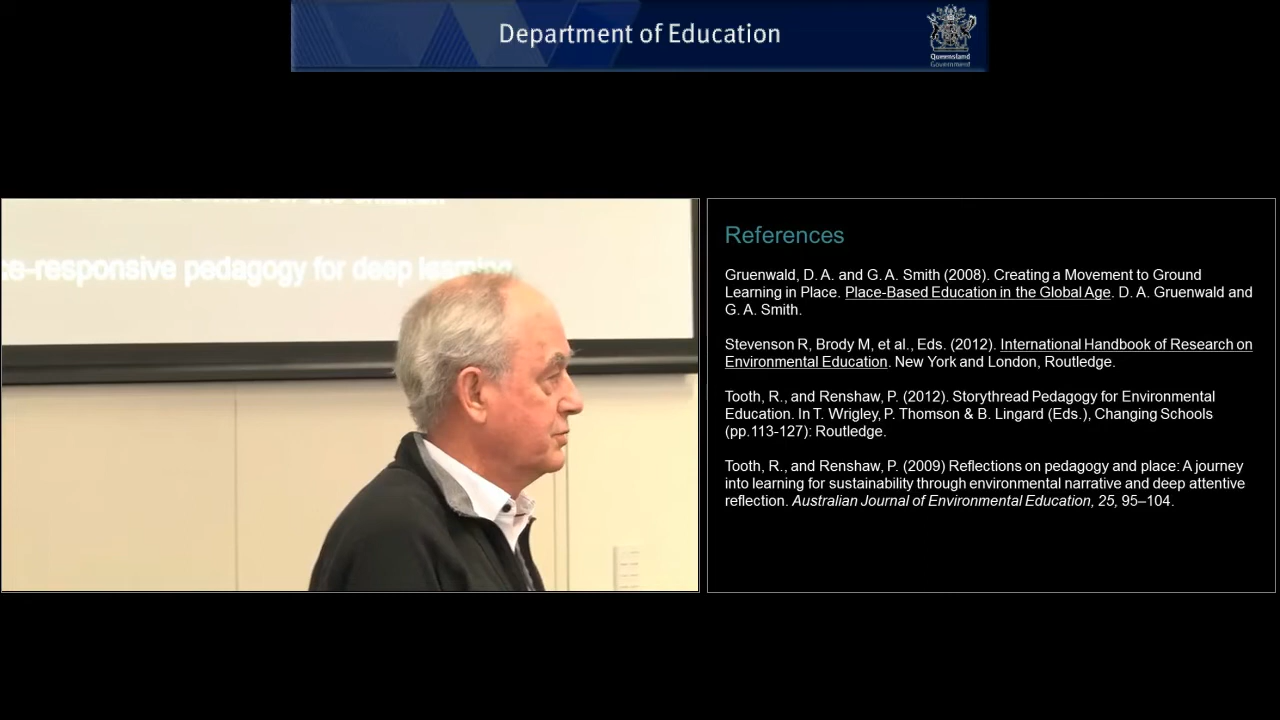 Department of Education
Queensland
Government
-responsive pedagogy for deep learning
References
Gruenwald, D. A. and G. A. Smith (2008). Creating a Movement to Ground
Learning in Place. Place-Based Education in the Global Age. D. A. Gruenwald and
G. A. Smith.
Stevenson R, Brody M, et al., Eds. (2012). International Handbook of Research on
Environmental Education. New York and London, Routledge.
Tooth, R., and Renshaw, P. (2012). Storythread Pedagogy for Environmental
Education. In T. Wrigley, P. Thomson & B. Lingard (Eds.), Changing Schools
(pp.113-127): Routledge.
Tooth, R., and Renshaw, P. (2009) Reflections on pedagogy and place: A journey
into learning for sustainability through environmental narrative and deep attentive
reflection. Australian Journal of Environmental Education, 25, 95–104.